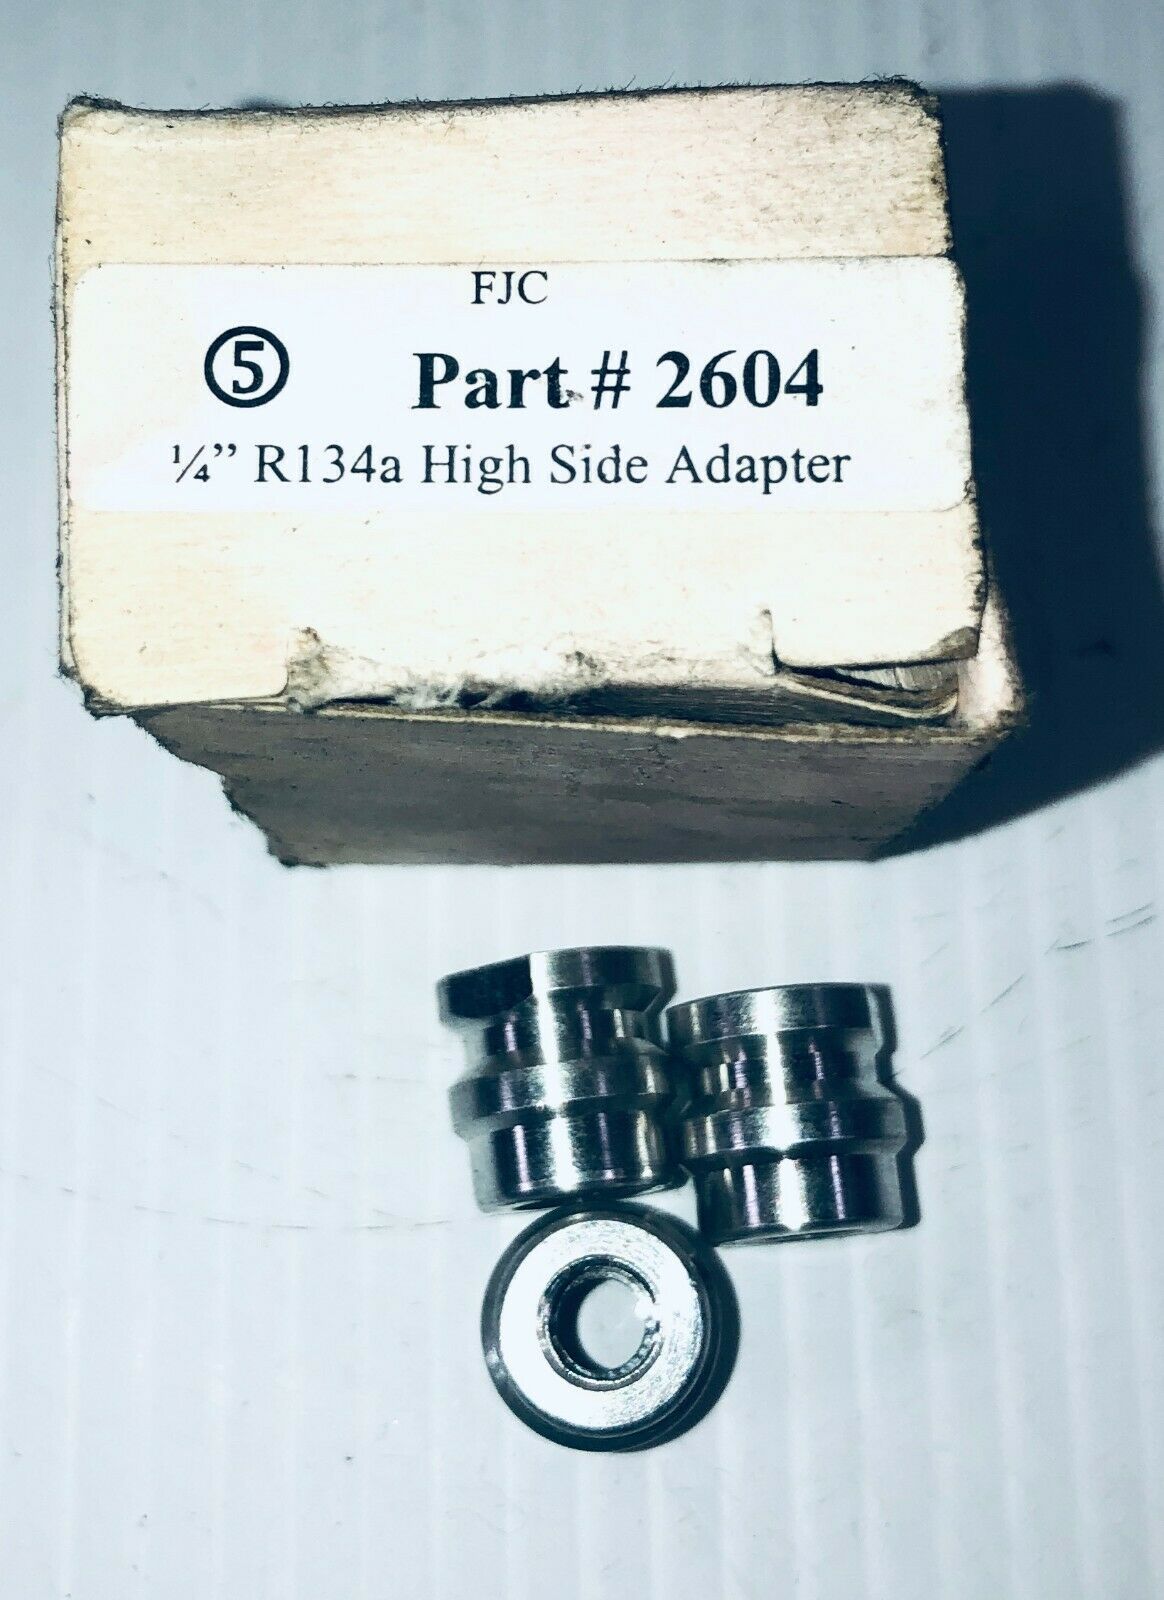 FJC
⑤ Part # 2604
¼” R134a High Side Adapter